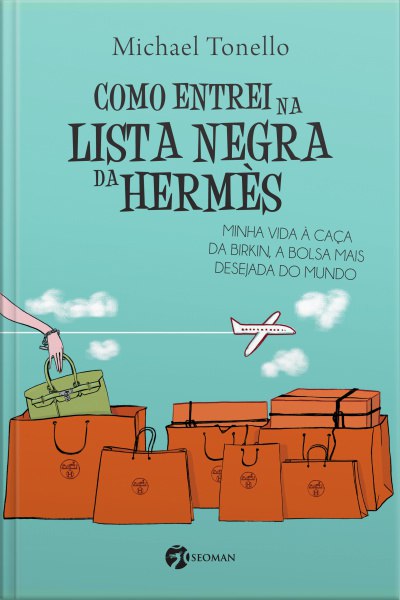 Michael Tonello
COMO ENTREI NA
LISTA NEGRA
DA HERMÈS
MINHA VIDA À CAÇA
DA BIRKIN, A BOLSA MAIS
DESEJADA DO MUNDO
SEOMAN